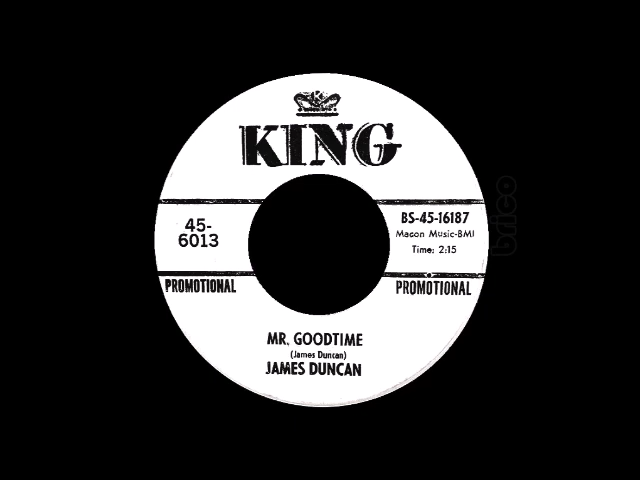 KING
45-
6013
BS-45-16187
Macon Music-BMI
Time: 2:15
PROMOTIONAL
PROMOTIONAL
MR. GOODTIME
(James Duncan)
JAMES DUNCAN
brico